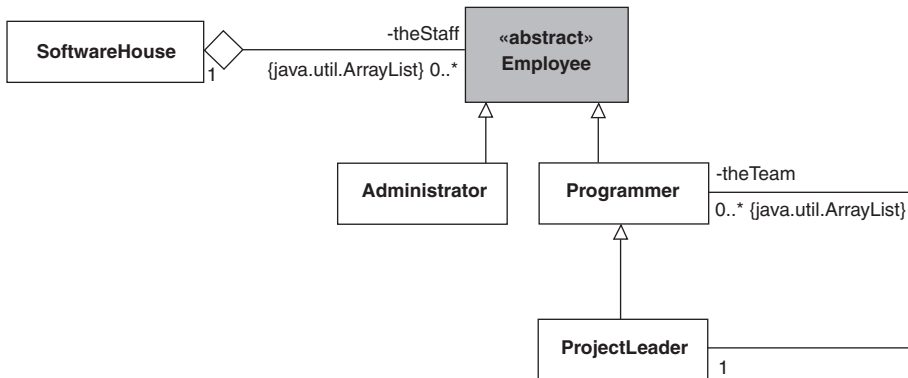 -theStaff
«abstract»
Employee
SoftwareHouse
1
{java.util.ArrayList} 0..*
Administrator
Programmer
-theTeam
0..* {java.util.ArrayList}
ProjectLeader
1